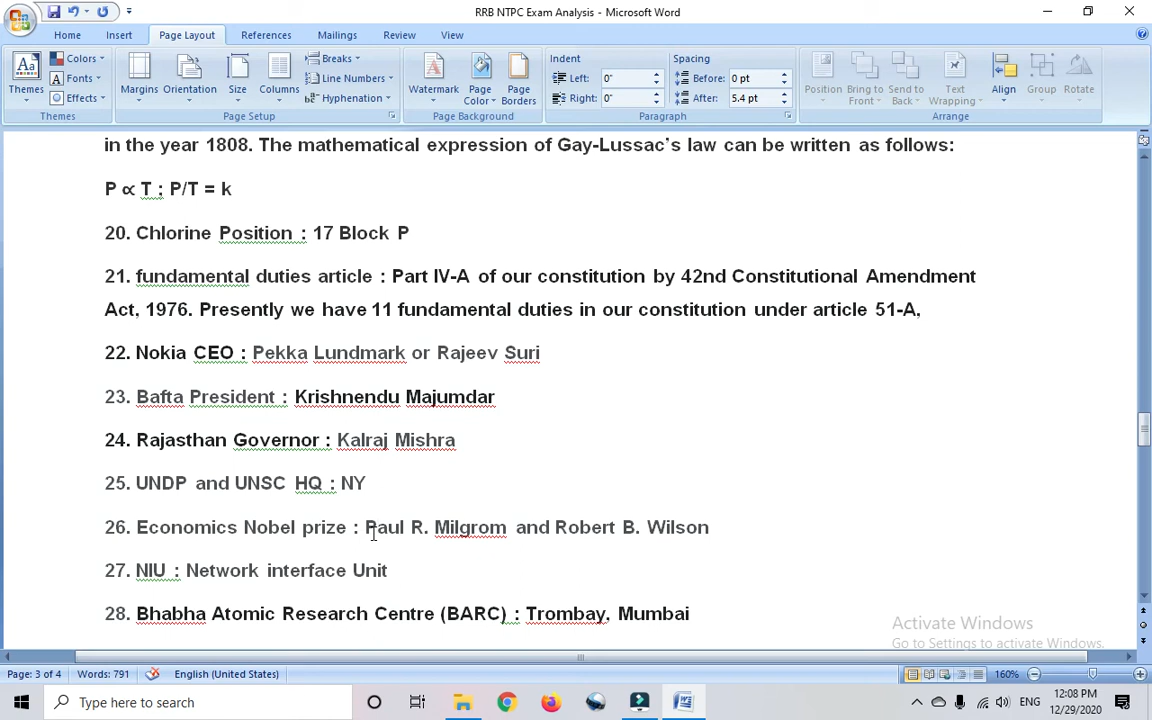 RRB NTPC Exam Analysis - Microsoft Word
Home Insert Page Layout References Mailings Review View
Themes Colors Fonts Effects Themes
Margins Orientation Size Columns Breaks Line Numbers Hyphenation Page Setup
Watermark Page Color Page Borders Page Background
Indent Left: 0" Right: 0" Spacing Before: 0 pt After: 5.4 pt Paragraph
Position Bring to Front Send to Back Text Wrapping Align Group Rotate Arrange
in the year 1808. The mathematical expression of Gay-Lussac's law can be written as follows:
P ∝ T ; P/T = k
20. Chlorine Position : 17 Block P
21. fundamental duties article : Part IV-A of our constitution by 42nd Constitutional Amendment
Act, 1976. Presently we have 11 fundamental duties in our constitution under article 51-A,
22. Nokia CEO : Pekka Lundmark or Rajeev Suri
23. Bafta President : Krishnendu Majumdar
24. Rajasthan Governor : Kalraj Mishra
25. UNDP and UNSC HQ : NY
26. Economics Nobel prize : Paul R. Milgrom and Robert B. Wilson
27. NIU : Network interface Unit
28. Bhabha Atomic Research Centre (BARC) : Trombay, Mumbai
Activate Windows
Go to Settings to activate Windows.
Page: 3 of 4 Words: 791 English (United States) 160%
Type here to search ENG 12:08 PM
12/29/2020